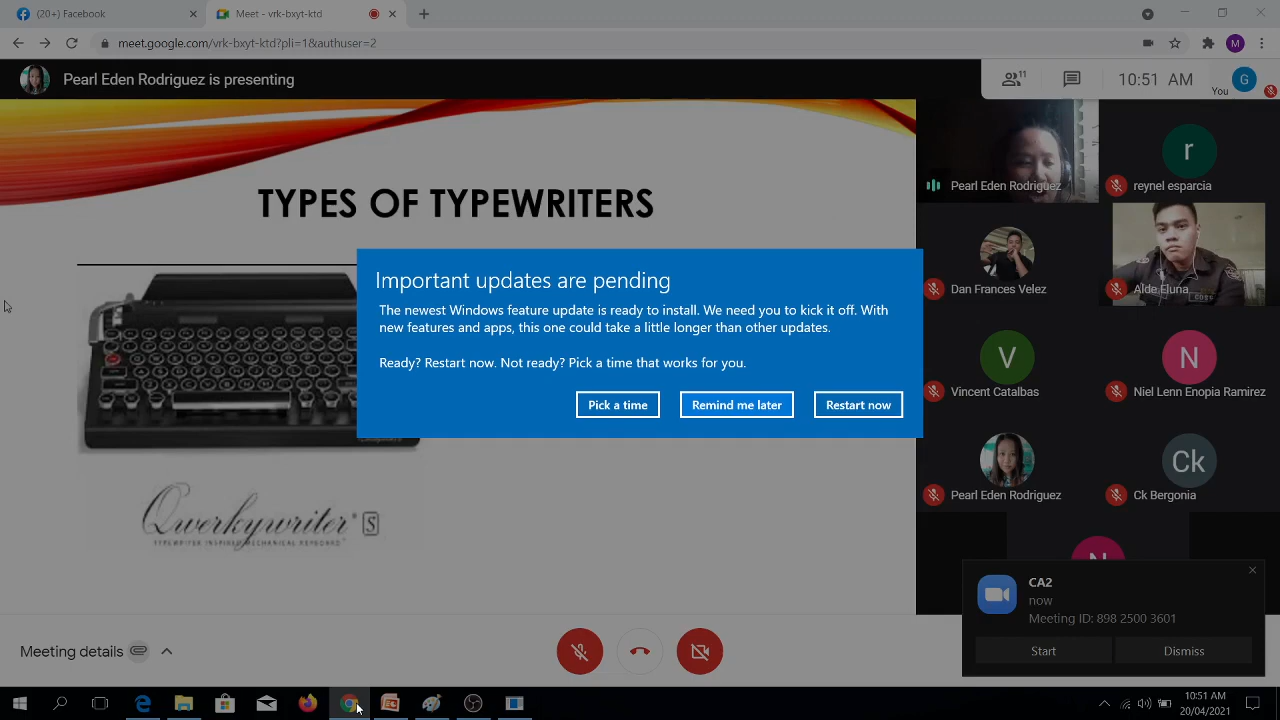 (20+) Facebook
Meet - vrk-bxyt-ktd
meet.google.com/vrk-bxyt-ktd?pli=1&authuser=2
M
Pearl Eden Rodriguez is presenting
11
10:51 AM
You
G
TYPES OF TYPEWRITERS
Qwerkywriter® S
TYPEWRITER INSPIRED MECHANICAL KEYBOARD
Important updates are pending
The newest Windows feature update is ready to install. We need you to kick it off. With
new features and apps, this one could take a little longer than other updates.
Ready? Restart now. Not ready? Pick a time that works for you.
Pick a time
Remind me later
Restart now
Pearl Eden Rodriguez
r
reynel esparcia
Dan Frances Velez
Alde Eluna
V
Vincent Catalbas
N
Niel Lenn Enopia Ramirez
Pearl Eden Rodriguez
Ck
Ck Bergonia
N
CA2
now
Meeting ID: 898 2500 3601
Start
Dismiss
Meeting details
10:51 AM
20/04/2021